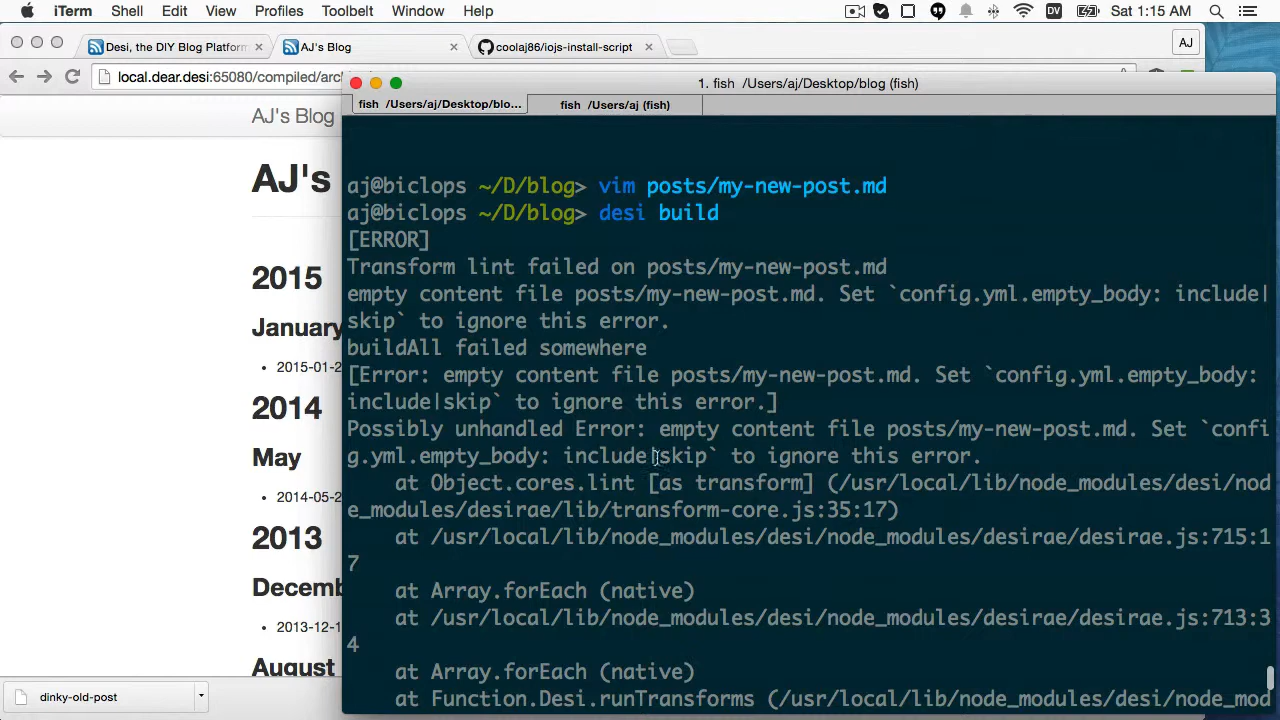 iTerm Shell Edit View Profiles Toolbelt Window Help
DV Sat 1:15 AM
Desi, the DIY Blog Platform
AJ's Blog
coolaj86/iojs-install-script
AJ
local.dear.desi:65080/compiled/arc
1. fish /Users/aj/Desktop/blog (fish)
fish /Users/aj/Desktop/blo...
fish /Users/aj (fish)
AJ's Blog
AJ's
2015
January
2015-01-2
2014
May
2014-05-2
2013
Decemb
2013-12-1
August
aj@biclops ~/D/blog> vim posts/my-new-post.md
aj@biclops ~/D/blog> desi build
[ERROR]
Transform lint failed on posts/my-new-post.md
empty content file posts/my-new-post.md. Set `config.yml.empty_body: include|
skip` to ignore this error.
buildAll failed somewhere
[Error: empty content file posts/my-new-post.md. Set `config.yml.empty_body:
include|skip` to ignore this error.]
Possibly unhandled Error: empty content file posts/my-new-post.md. Set `confi
g.yml.empty_body: include|skip` to ignore this error.
at Object.cores.lint [as transform] (/usr/local/lib/node_modules/desi/nod
e_modules/desirae/lib/transform-core.js:35:17)
at /usr/local/lib/node_modules/desi/node_modules/desirae/desirae.js:715:1
7
at Array.forEach (native)
at /usr/local/lib/node_modules/desi/node_modules/desirae/desirae.js:713:3
4
at Array.forEach (native)
at Function.Desi.runTransforms (/usr/local/lib/node_modules/desi/node_mod
dinky-old-post